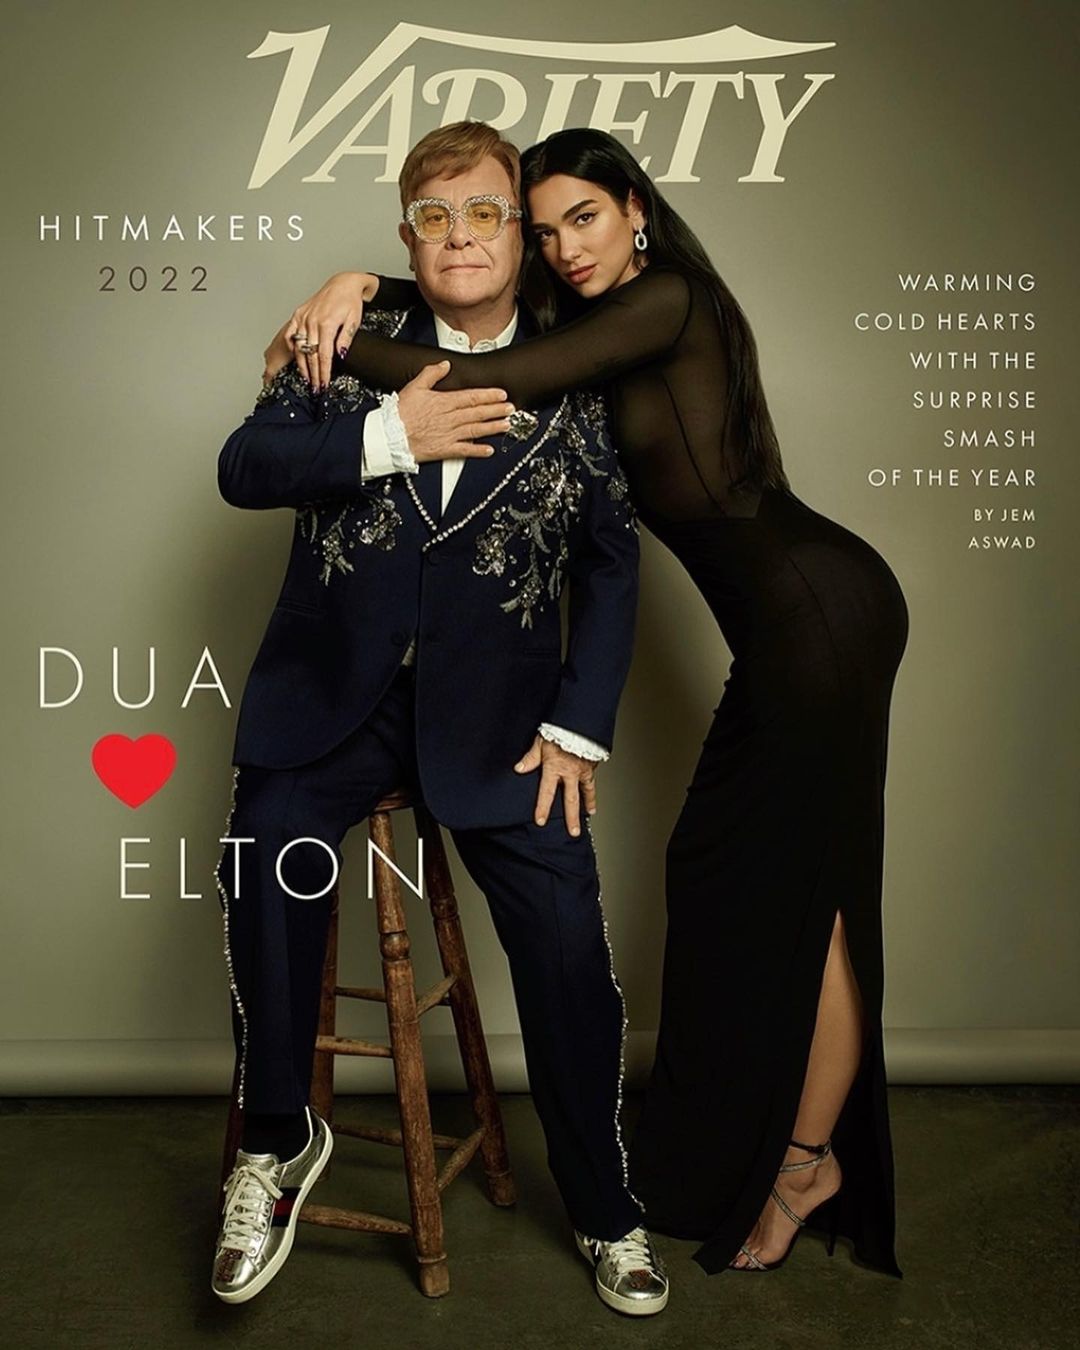 VARIETY
HITMAKERS
2022
WARMING
COLD HEARTS
WITH THE
SURPRISE
SMASH
OF THE YEAR
BY JEM
ASWAD
DUA
ELTON